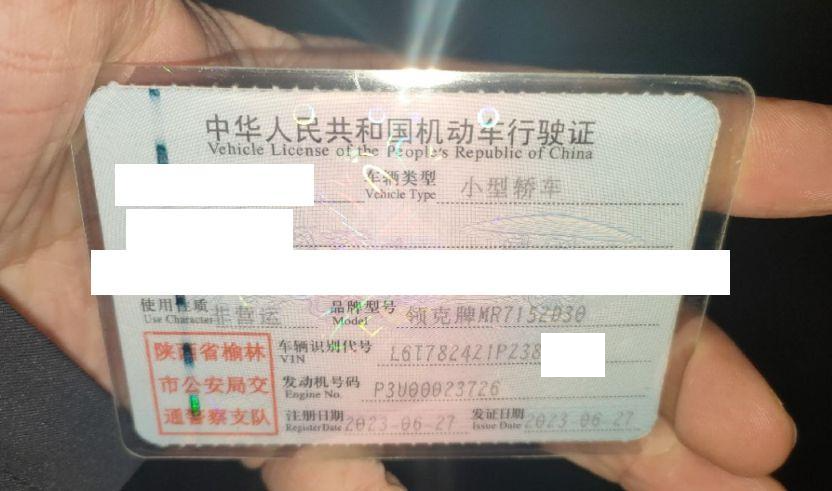 中华人民共和国机动车行驶证
Vehicle License of the People's Republic of China
车辆类型 小型轿车
Vehicle Type
使用性质 非营运 品牌型号 领克牌MR7152D30
Use Character Model
陕西省榆林 车辆识别代号 L6T7824Z1PZ38
VIN
市公安局交 发动机号码 P3U00023726
Engine No.
通警察支队 注册日期 2023-06-27 发证日期 2023-06-27
Register Date Issue Date